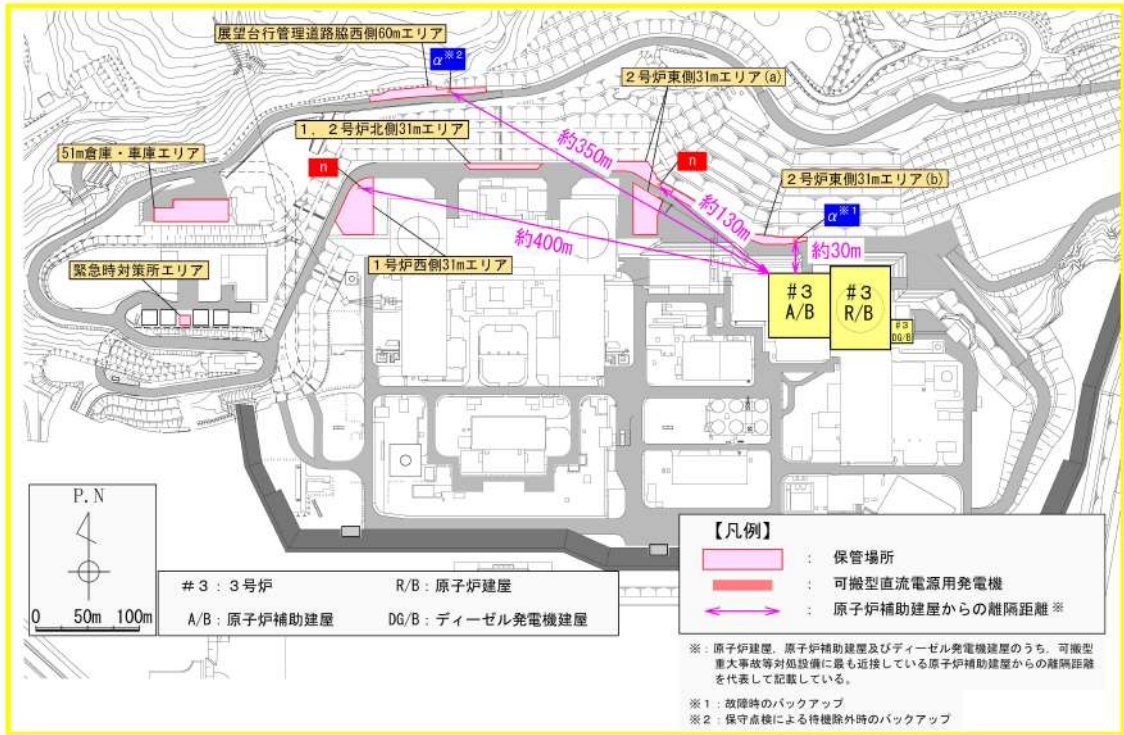 展望台行管理道路脇西側60mエリア
α※2
2号炉東側31mエリア(a)
1，2号炉北側31mエリア
51m倉庫・車庫エリア
n
約350m
n
2号炉東側31mエリア(b)
約130m
α※1
約400m
約30m
緊急時対策所エリア
1号炉西側31mエリア
#3
A/B
#3
R/B
#3
DG/B
P.N
0 50m 100m
#3：3号炉 R/B：原子炉建屋
A/B：原子炉補助建屋 DG/B：ディーゼル発電機建屋
【凡例】
： 保管場所
： 可搬型直流電源用発電機
： 原子炉補助建屋からの離隔距離※
※：原子炉建屋，原子炉補助建屋及びディーゼル発電機建屋のうち，可搬型
重大事故等対処設備に最も近接している原子炉補助建屋からの離隔距離
を代表して記載している。
※1：故障時のバックアップ
※2：保守点検による待機除外時のバックアップ